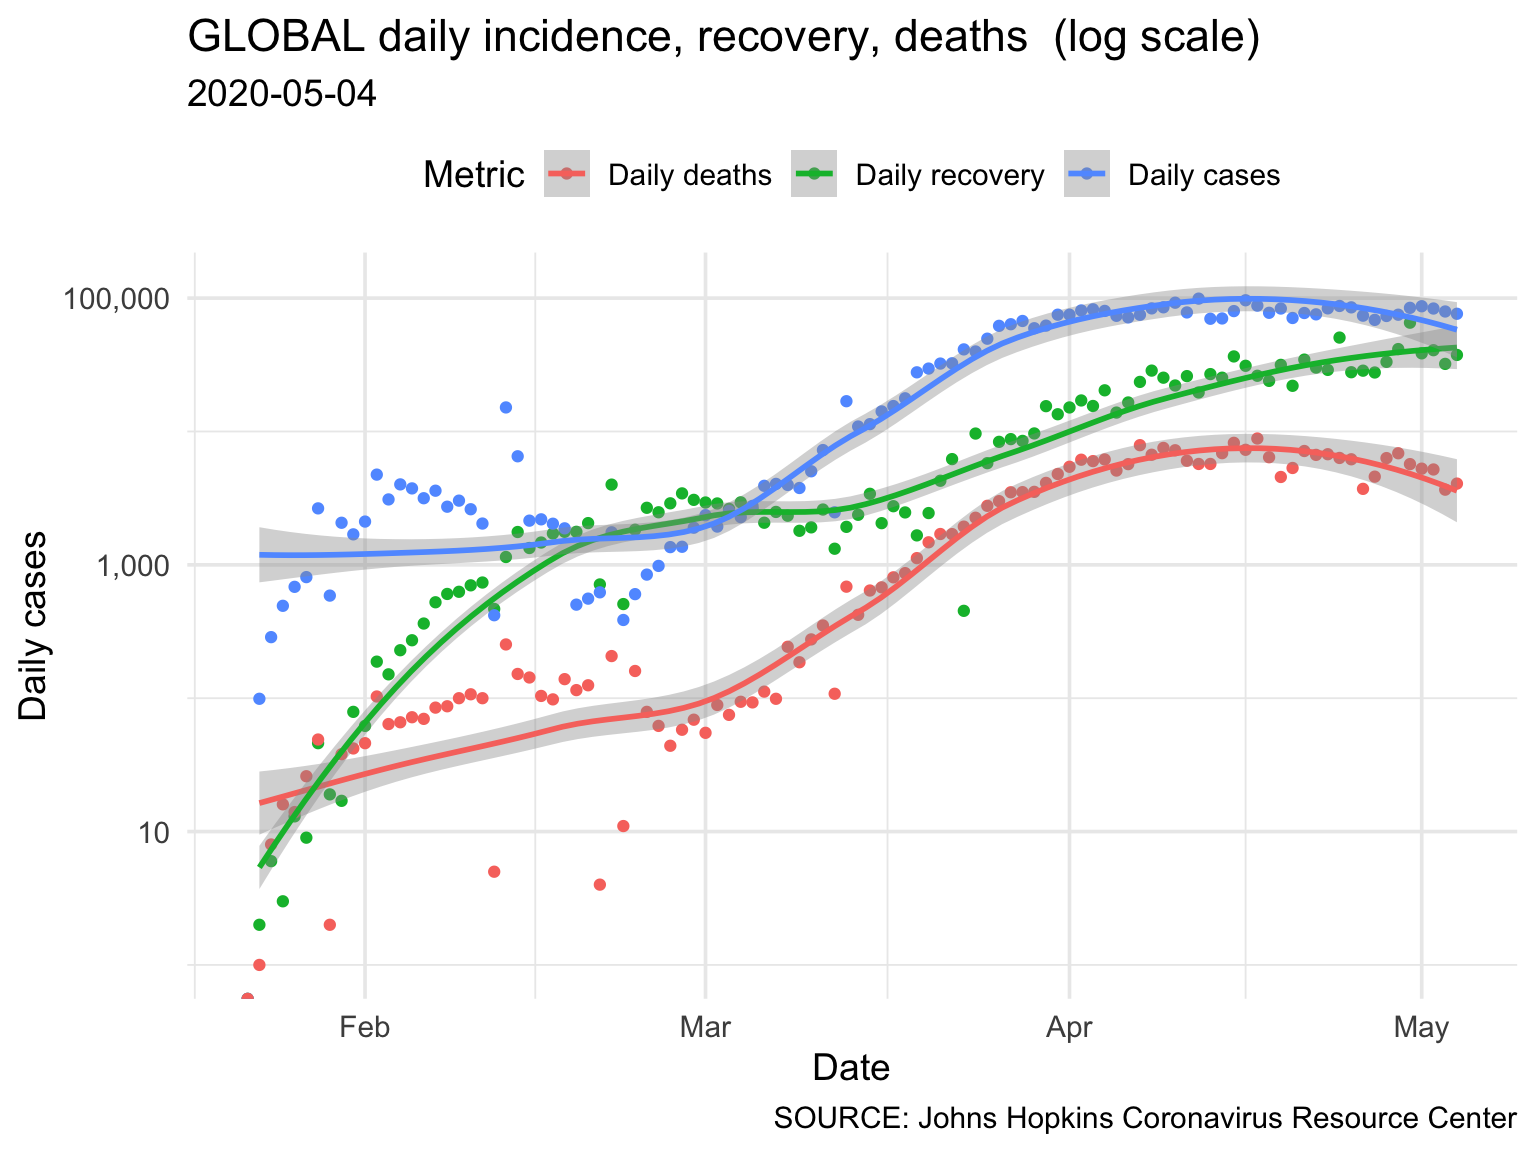 GLOBAL daily incidence, recovery, deaths  (log scale)
2020-05-04
Metric Daily deaths Daily recovery Daily cases
100,000
1,000
10
Daily cases
Feb Mar Apr May
Date
SOURCE: Johns Hopkins Coronavirus Resource Center